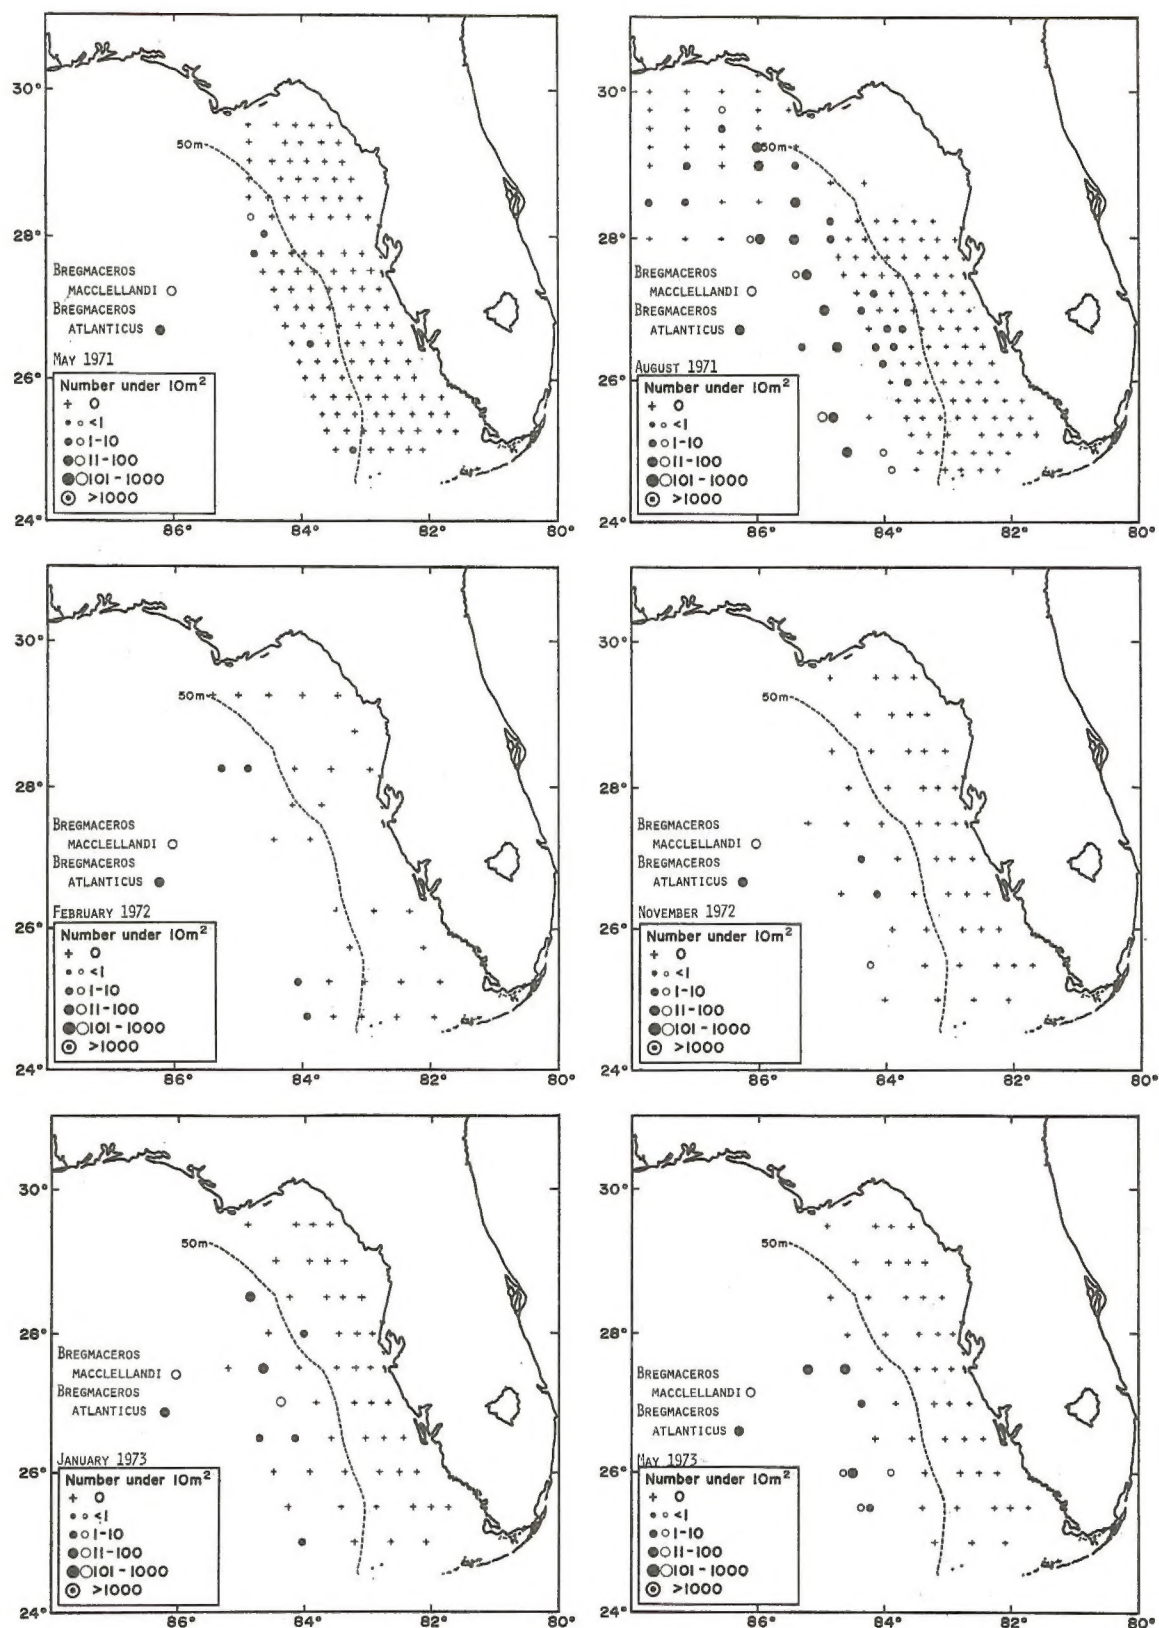 30°
28°
26°
24°
86°
84°
82°
80°
50m
BREGMACEROS
MACCLELLANDI
BREGMACEROS
ATLANTICUS
MAY 1971
Number under 10m2
+ 0
<1
1-10
11-100
101-1000
>1000
30°
28°
26°
24°
86°
84°
82°
80°
50m
BREGMACEROS
MACCLELLANDI
BREGMACEROS
ATLANTICUS
AUGUST 1971
Number under 10m2
+ 0
<1
1-10
11-100
101-1000
>1000
30°
28°
26°
24°
86°
84°
82°
80°
50m
BREGMACEROS
MACCLELLANDI
BREGMACEROS
ATLANTICUS
FEBRUARY 1972
Number under 10m2
+ 0
<1
1-10
11-100
101-1000
>1000
30°
28°
26°
24°
86°
84°
82°
80°
50m
BREGMACEROS
MACCLELLANDI
BREGMACEROS
ATLANTICUS
NOVEMBER 1972
Number under 10m2
+ 0
<1
1-10
11-100
101-1000
>1000
30°
28°
26°
24°
86°
84°
82°
80°
50m
BREGMACEROS
MACCLELLANDI
BREGMACEROS
ATLANTICUS
JANUARY 1973
Number under 10m2
+ 0
<1
1-10
11-100
101-1000
>1000
30°
28°
26°
24°
86°
84°
82°
80°
50m
BREGMACEROS
MACCLELLANDI
BREGMACEROS
ATLANTICUS
MAY 1973
Number under 10m2
+ 0
<1
1-10
11-100
101-1000
>1000